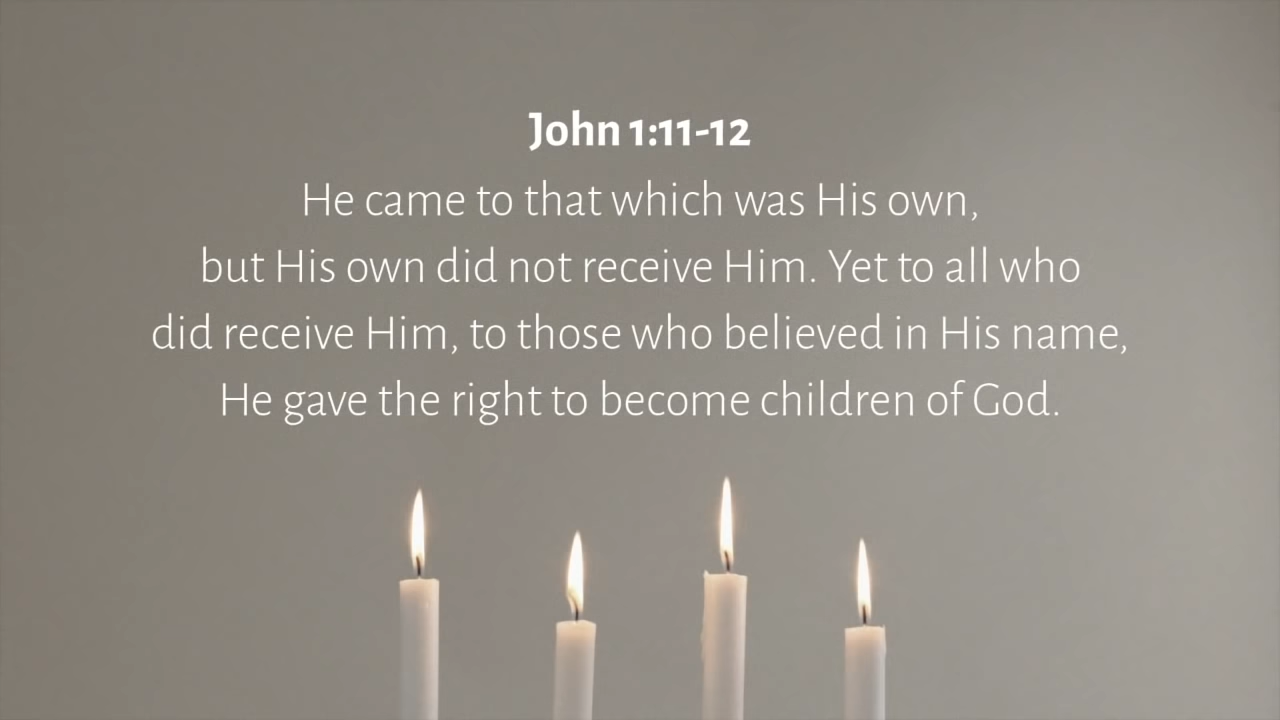 John 1:11-12
He came to that which was His own,
but His own did not receive Him. Yet to all who
did receive Him, to those who believed in His name,
He gave the right to become children of God.